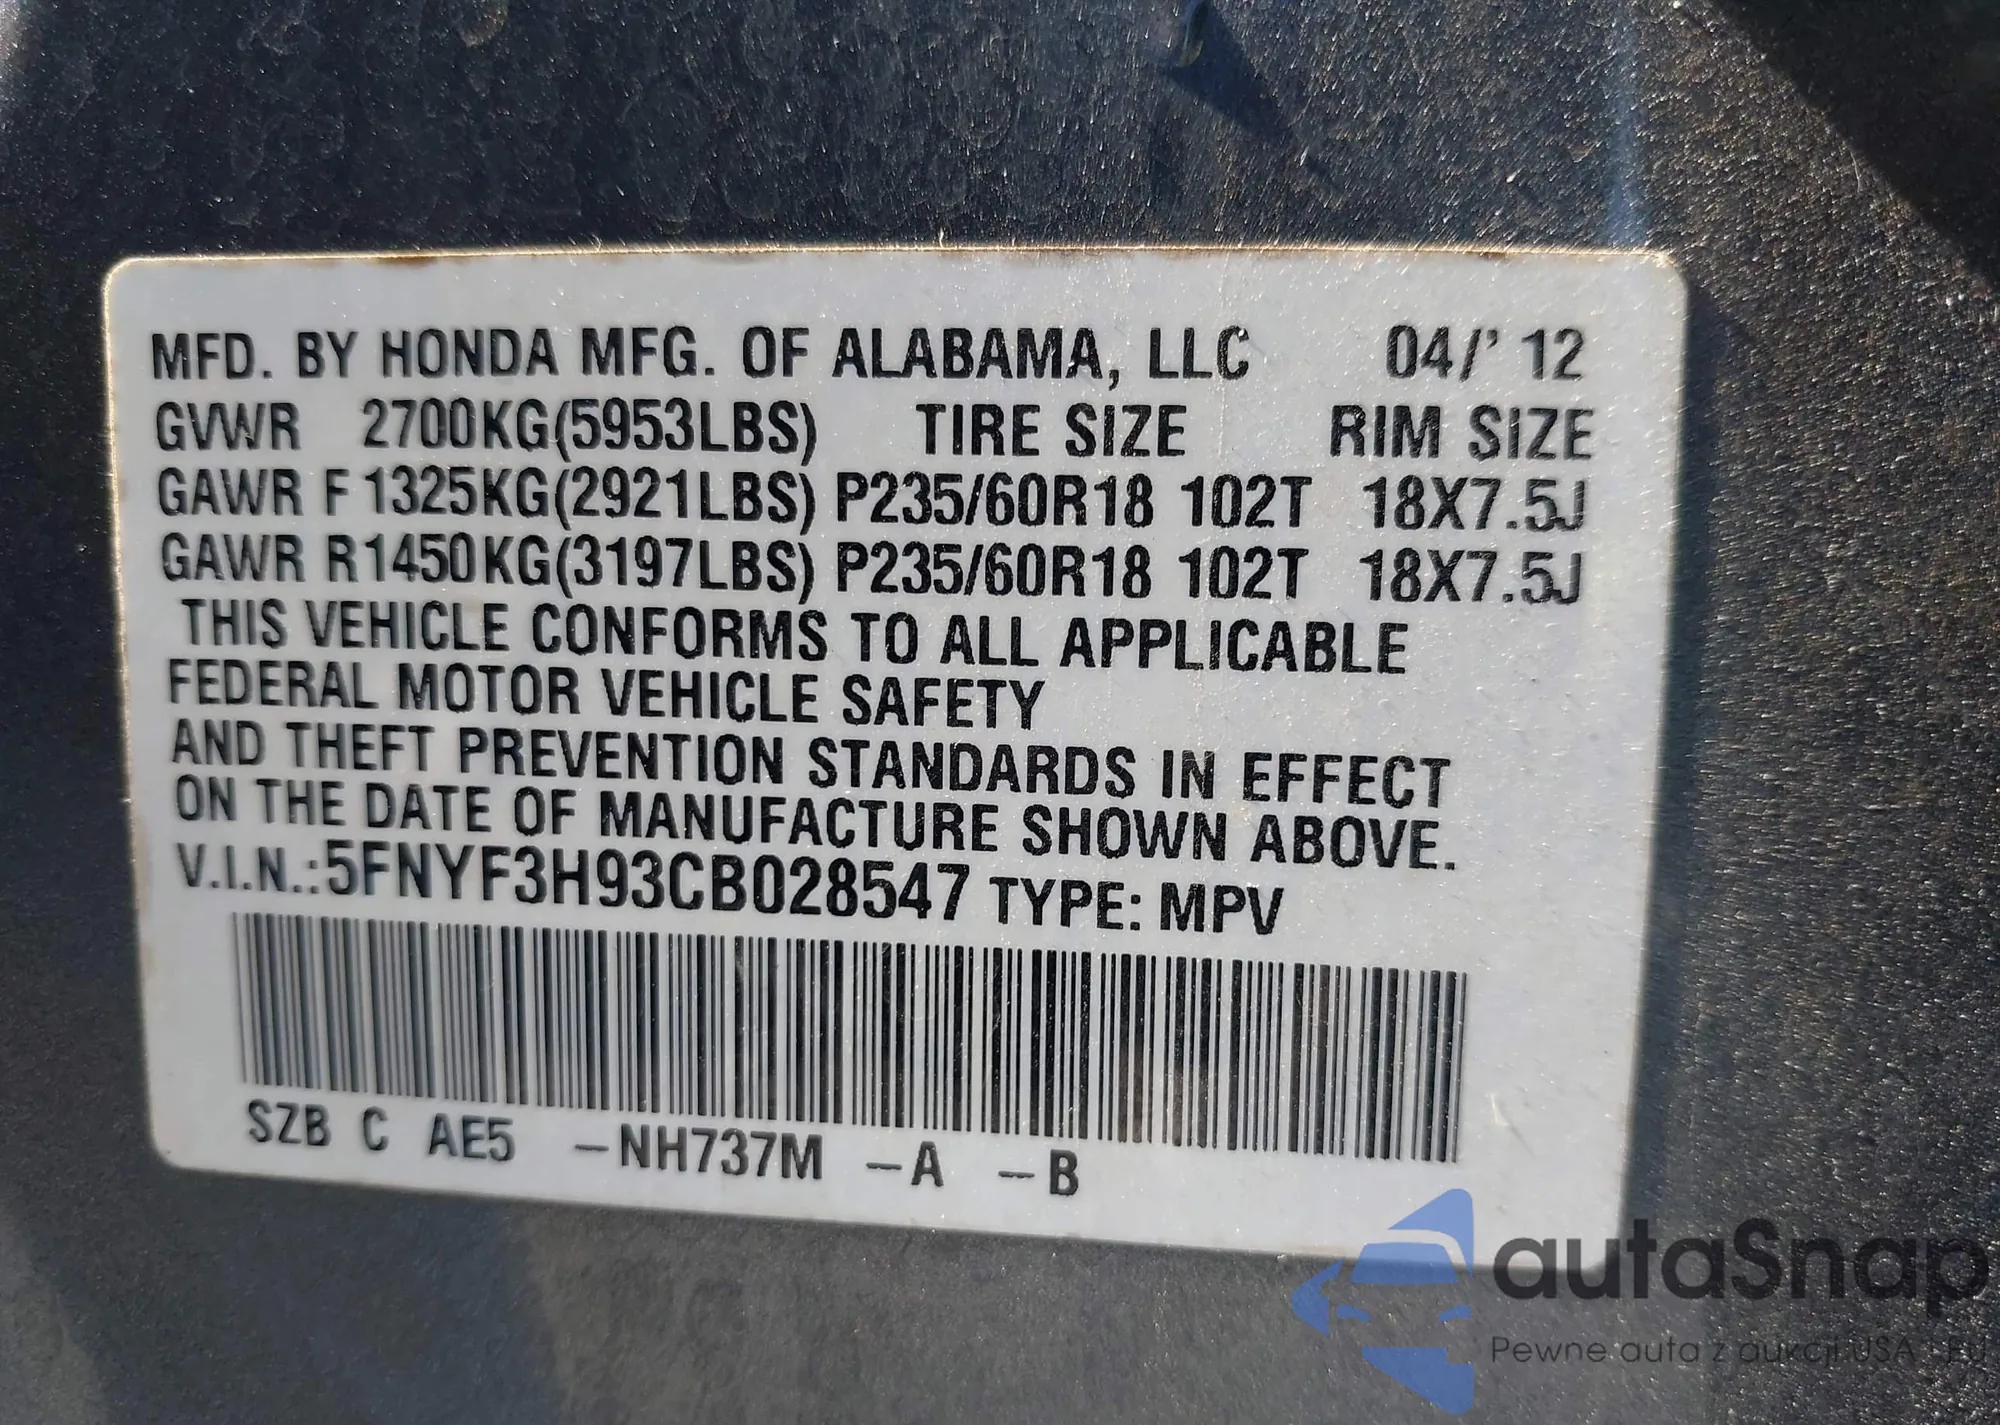 MFD. BY HONDA MFG. OF ALABAMA, LLC 04/' 12
GVWR 2700KG(5953LBS) TIRE SIZE RIM SIZE
GAWR F 1325KG(2921LBS) P235/60R18 102T 18X7.5J
GAWR R1450KG(3197LBS) P235/60R18 102T 18X7.5J
THIS VEHICLE CONFORMS TO ALL APPLICABLE
FEDERAL MOTOR VEHICLE SAFETY
AND THEFT PREVENTION STANDARDS IN EFFECT
ON THE DATE OF MANUFACTURE SHOWN ABOVE.
V.I.N.:5FNYF3H93CB028547 TYPE: MPV
SZB C AE5 -NH737M -A -B
autaSnap
Pewne auta z aukcji USA i EU